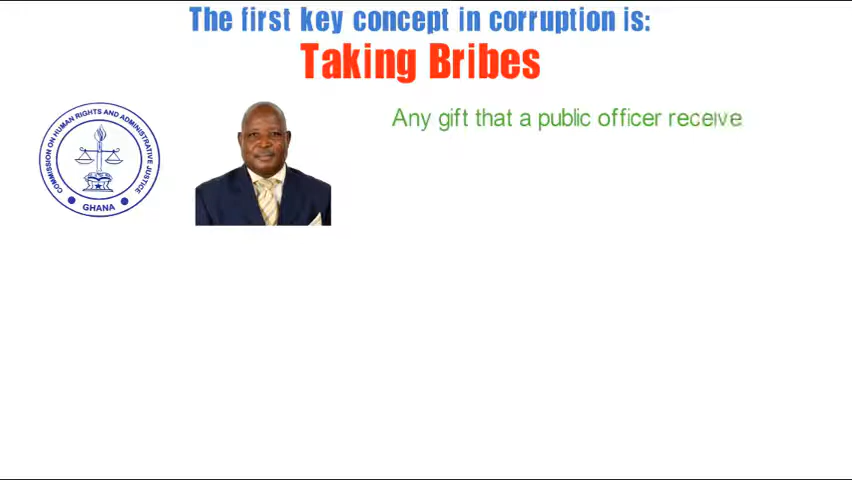 The first key concept in corruption is:
Taking Bribes
COMMISSION ON HUMAN RIGHTS AND ADMINISTRATIVE JUSTICE
GHANA
Any gift that a public officer receive